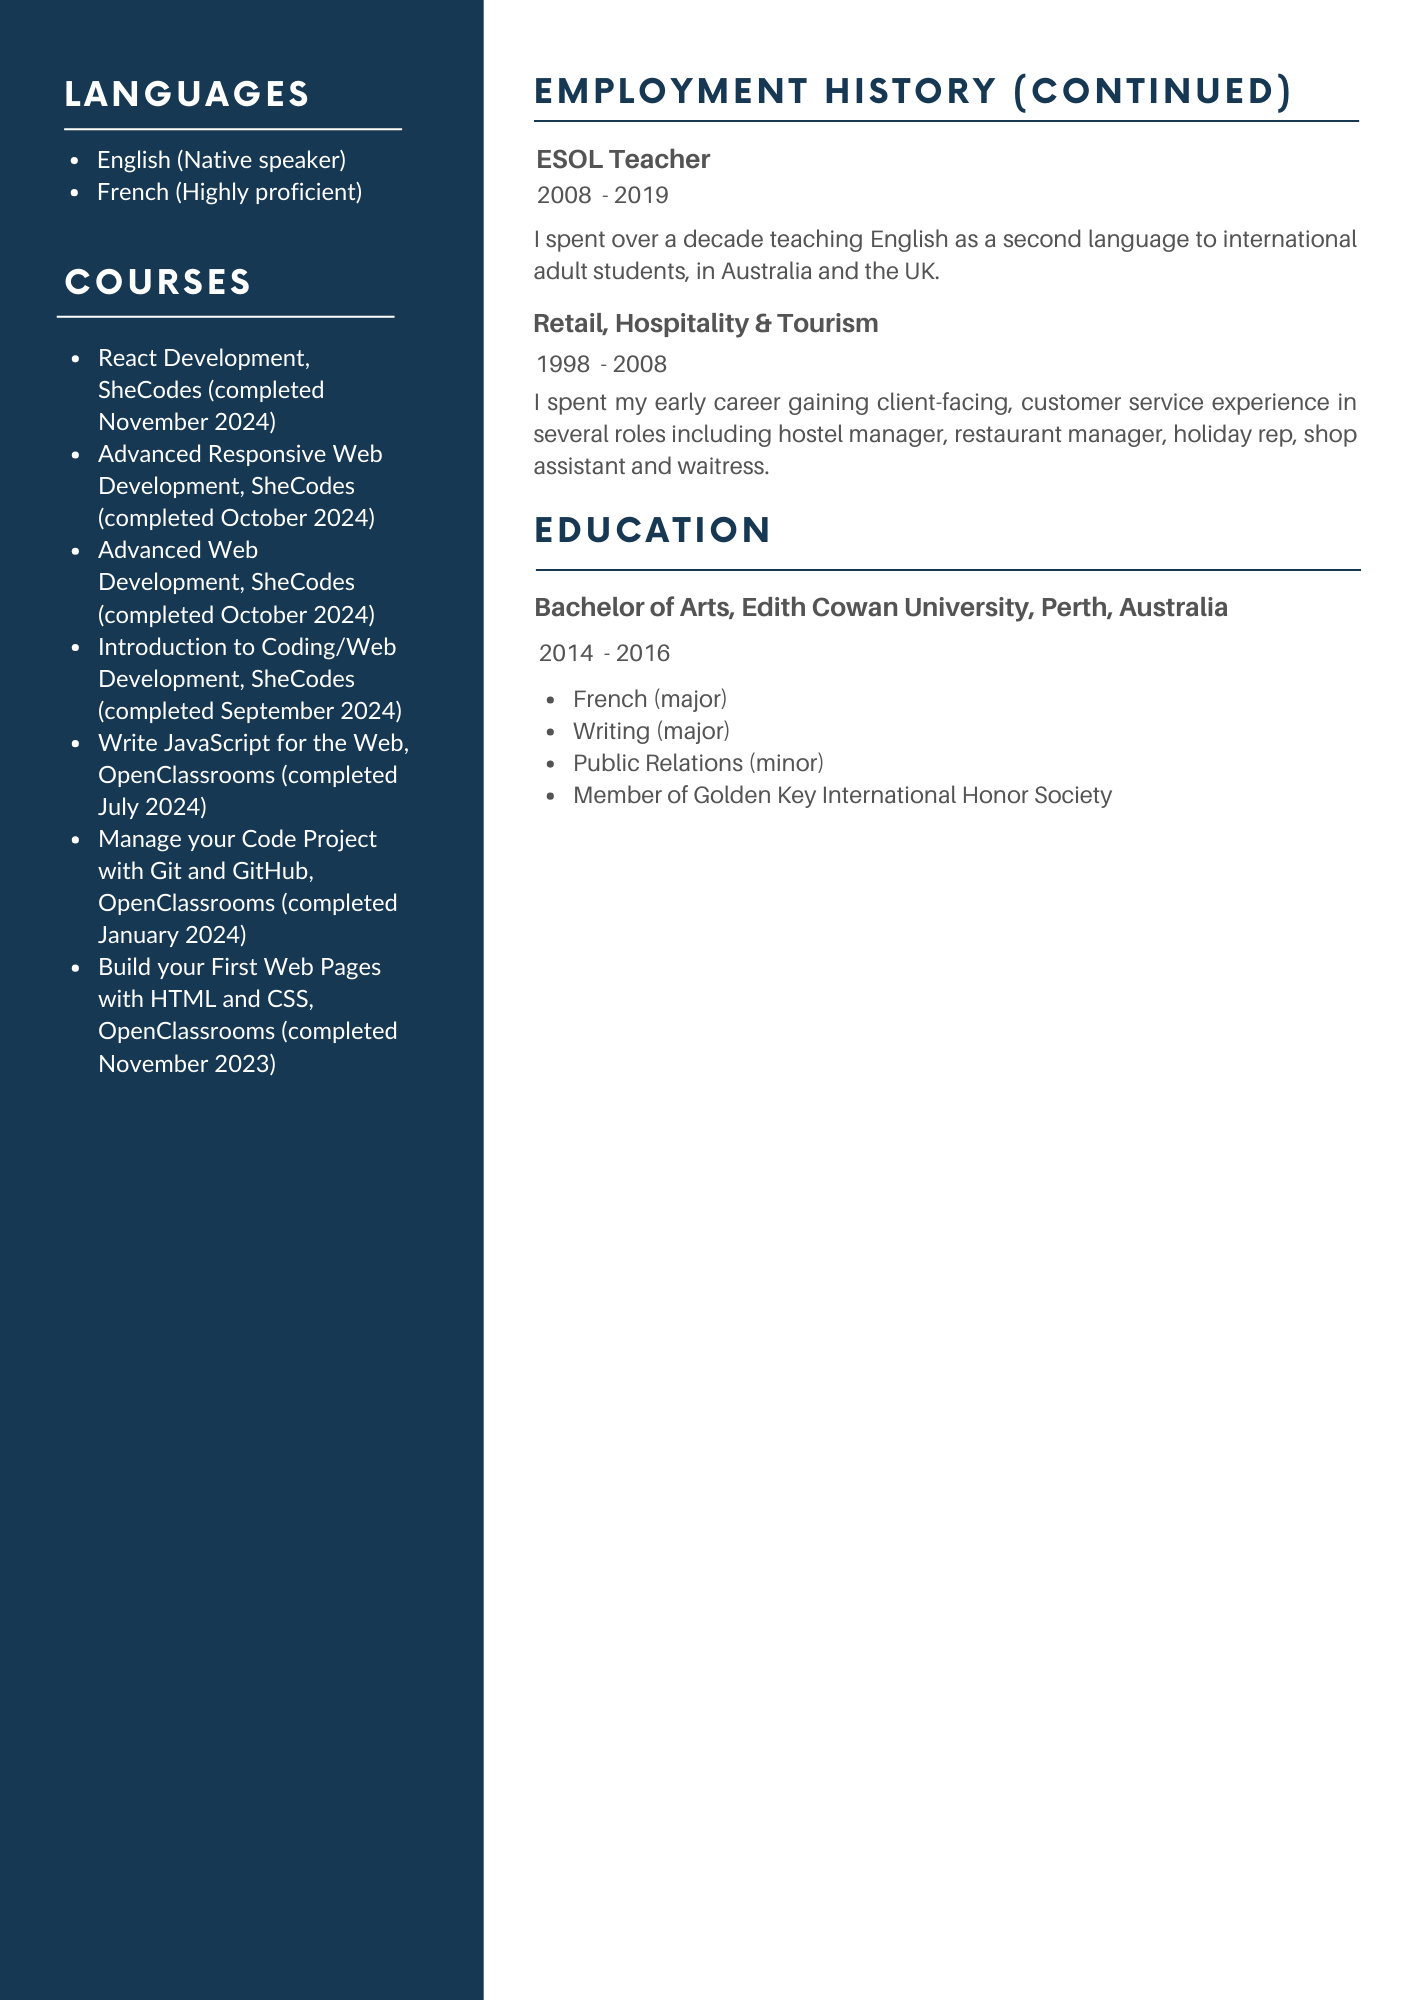 LANGUAGES
• English (Native speaker)
• French (Highly proficient)
COURSES
• React Development,
SheCodes (completed
November 2024)
• Advanced Responsive Web
Development, SheCodes
(completed October 2024)
• Advanced Web
Development, SheCodes
(completed October 2024)
• Introduction to Coding/Web
Development, SheCodes
(completed September 2024)
• Write JavaScript for the Web,
OpenClassrooms (completed
July 2024)
• Manage your Code Project
with Git and GitHub,
OpenClassrooms (completed
January 2024)
• Build your First Web Pages
with HTML and CSS,
OpenClassrooms (completed
November 2023)
EMPLOYMENT HISTORY (CONTINUED)
ESOL Teacher
2008 - 2019
I spent over a decade teaching English as a second language to international
adult students, in Australia and the UK.
Retail, Hospitality & Tourism
1998 - 2008
I spent my early career gaining client-facing, customer service experience in
several roles including hostel manager, restaurant manager, holiday rep, shop
assistant and waitress.
EDUCATION
Bachelor of Arts, Edith Cowan University, Perth, Australia
2014 - 2016
• French (major)
• Writing (major)
• Public Relations (minor)
• Member of Golden Key International Honor Society